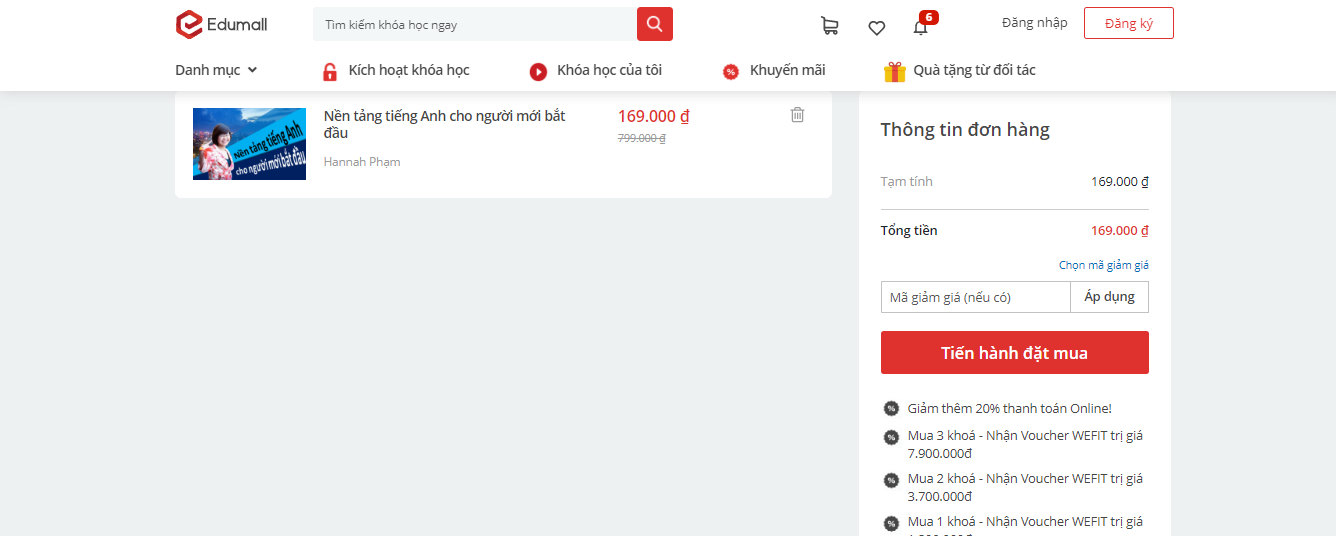 Edumall
Tìm kiếm khóa học ngay
6
Đăng nhập
Đăng ký
Danh mục
Kích hoạt khóa học
Khóa học của tôi
Khuyến mãi
Quà tặng từ đối tác
Nền tảng tiếng Anh
cho người mới bắt đầu
Nền tảng tiếng Anh cho người mới bắt
đầu
Hannah Phạm
169.000 ₫
799.000 ₫
Thông tin đơn hàng
Tạm tính 169.000 ₫
Tổng tiền 169.000 ₫
Chọn mã giảm giá
Mã giảm giá (nếu có) Áp dụng
Tiến hành đặt mua
Giảm thêm 20% thanh toán Online!
Mua 3 khoá - Nhận Voucher WEFIT trị giá
7.900.000đ
Mua 2 khoá - Nhận Voucher WEFIT trị giá
3.700.000đ
Mua 1 khoá - Nhận Voucher WEFIT trị giá